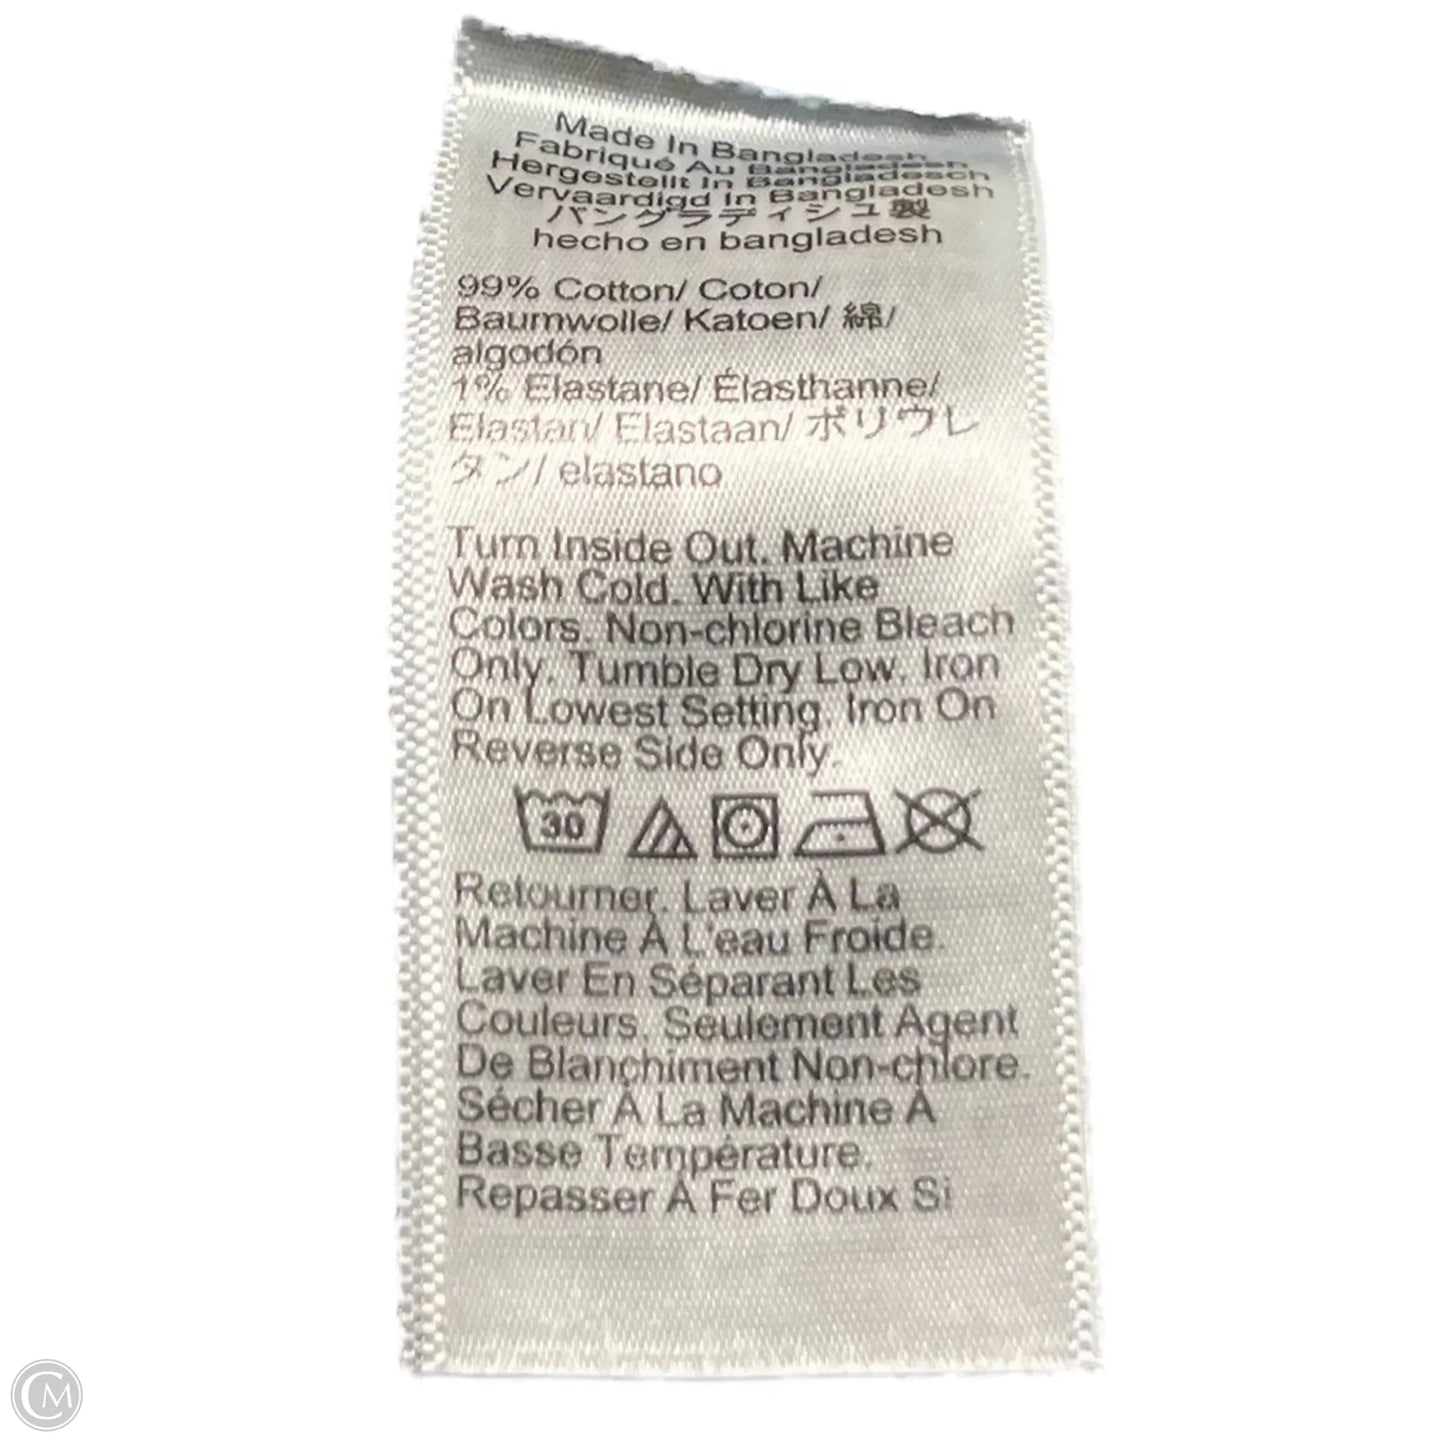 Made In Bangladesh
Fabriqué Au Bangladesh
Hergestellt In Bangladesch
Vervaardigd In Bangladesh
バングラディシュ製
hecho en bangladesh
99% Cotton/ Coton/
Baumwolle/ Katoen/ 綿/
algodón
1% Elastane/ Élasthanne/
Elastan/ Elastaan/ ポリウレ
タン/ elastano
Turn Inside Out. Machine
Wash Cold. With Like
Colors. Non-chlorine Bleach
Only. Tumble Dry Low. Iron
On Lowest Setting. Iron On
Reverse Side Only.
30
Retourner. Laver À La
Machine À L'eau Froide.
Laver En Séparant Les
Couleurs. Seulement Agent
De Blanchiment Non-chlore.
Sécher À La Machine À
Basse Température.
Repasser À Fer Doux Si
CM